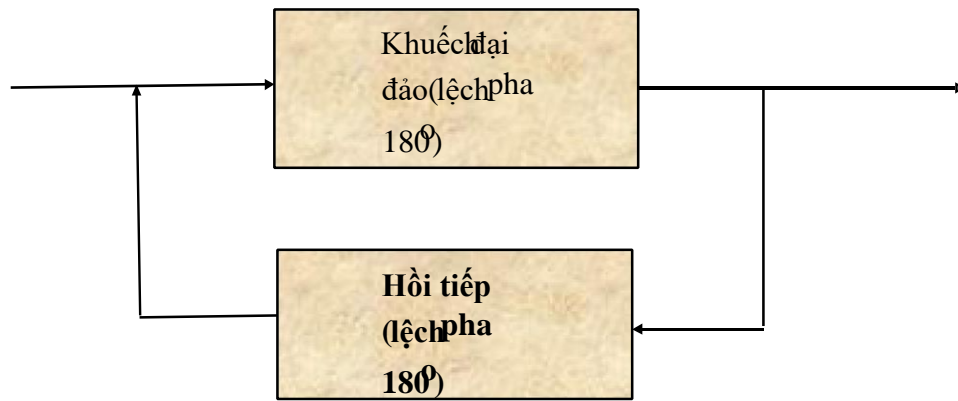 Khuếch đại
đảo(lệch pha
180º)
Hồi tiếp
(lệch pha
180º)